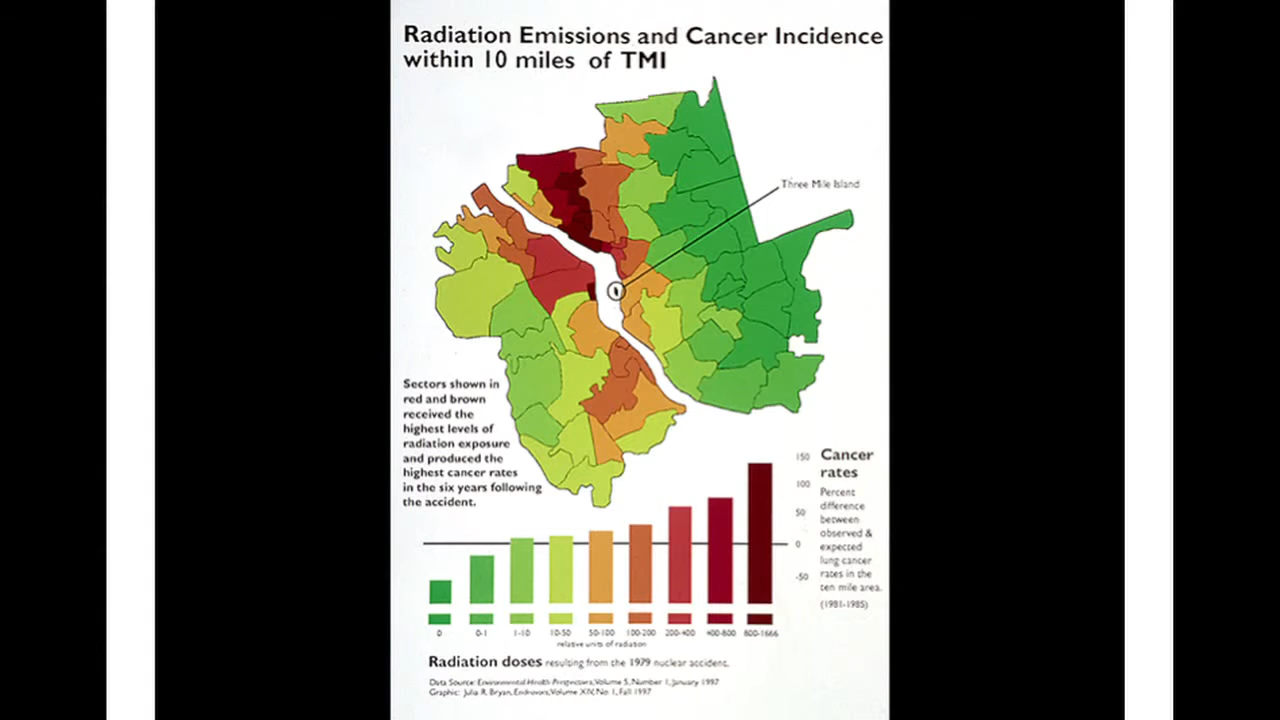 Radiation Emissions and Cancer Incidence
within 10 miles of TMI
Three Mile Island
Sectors shown in
red and brown
received the
highest levels of
radiation exposure
and produced the
highest cancer rates
in the six years following
the accident.
150
100
50
0
-50
Cancer
rates
Percent
difference
between
observed &
expected
lung cancer
rates in the
ten mile area.
(1981-1985)
0 0-1 1-10 10-50 50-100 100-200 200-400 400-800 800-1666
relative units of radiation
Radiation doses resulting from the 1979 nuclear accident.
Data Source: Environmental Health Perspectives, Volume 5, Number 1, January 1997
Graphic: Julia R. Bryan, Endeavors, Volume XIV, No. 1, Fall 1997